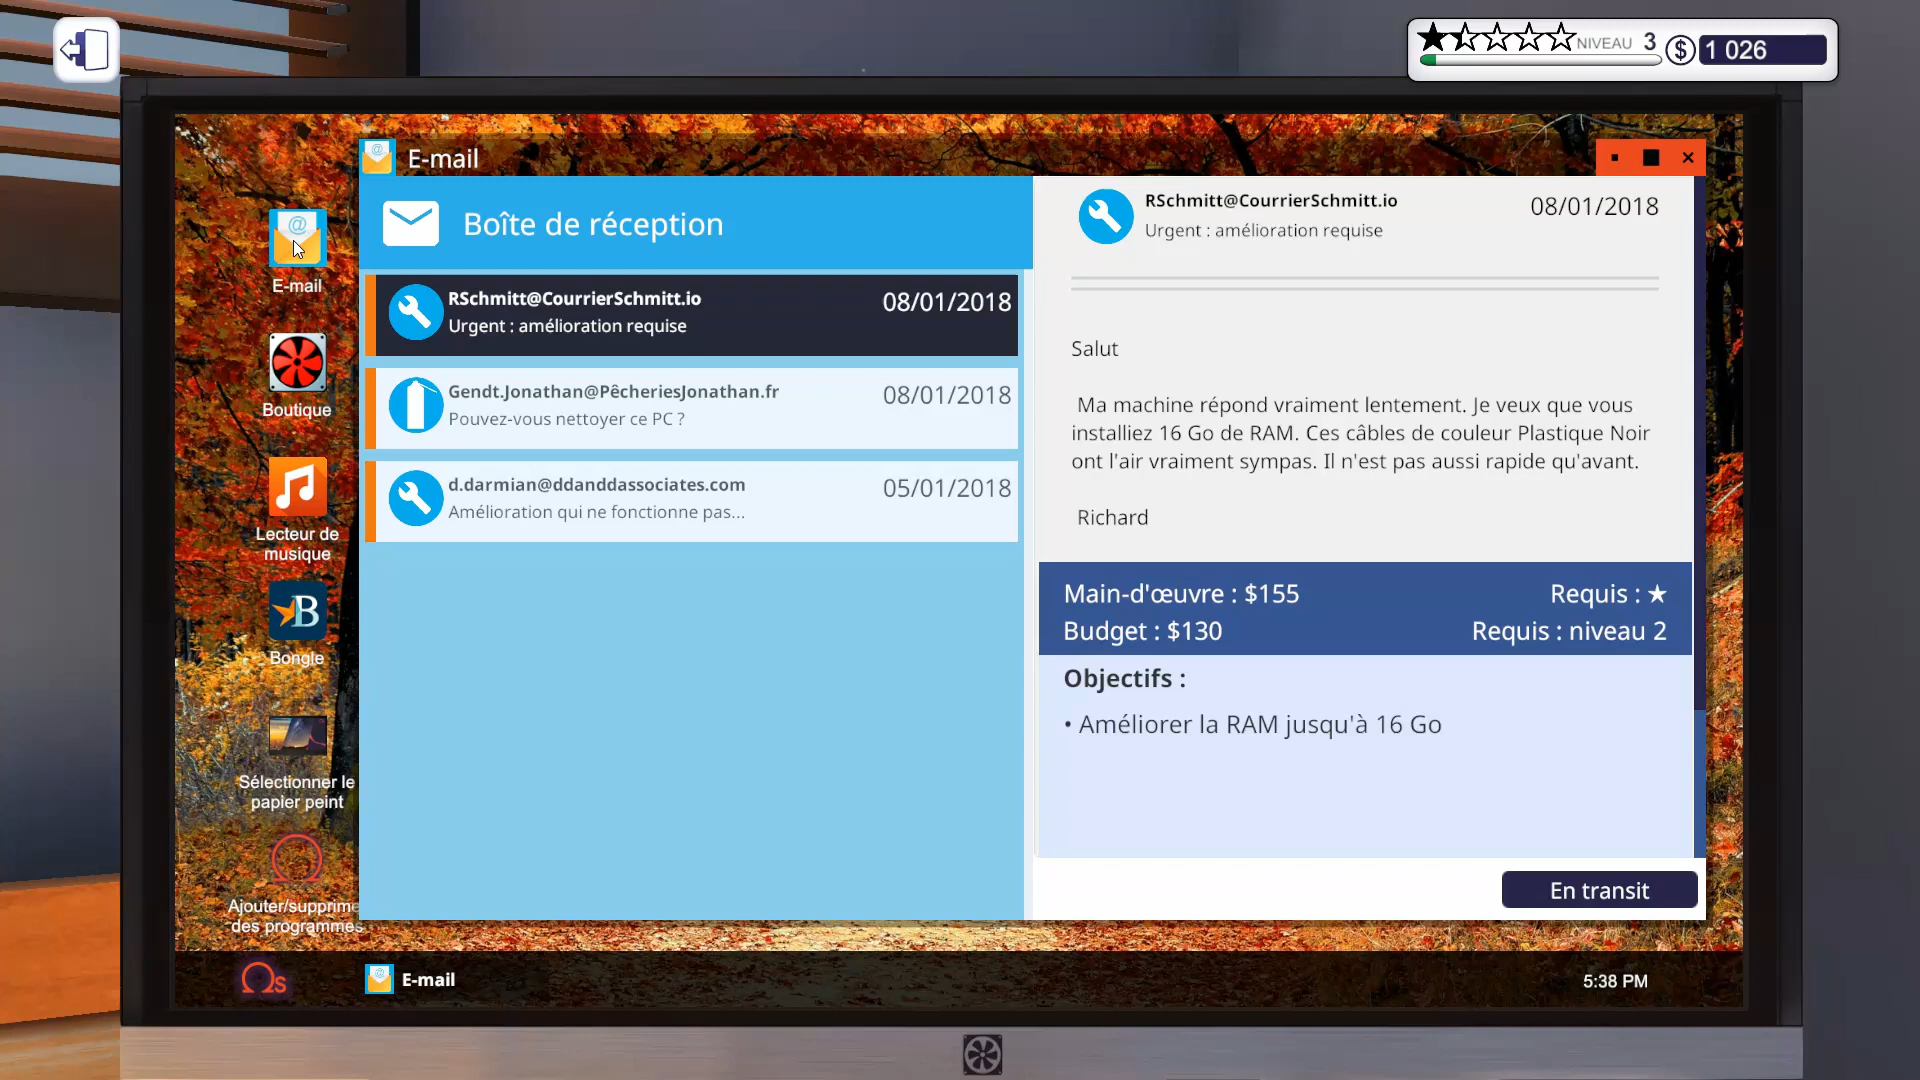 NIVEAU 3
$ 1 026
E-mail
Boîte de réception
RSchmitt@CourrierSchmitt.io
08/01/2018
Urgent : amélioration requise
Gendt.Jonathan@PêcheriesJonathan.fr
08/01/2018
Pouvez-vous nettoyer ce PC ?
d.darmian@ddanddassociates.com
05/01/2018
Amélioration qui ne fonctionne pas...
RSchmitt@CourrierSchmitt.io
08/01/2018
Urgent : amélioration requise
Salut
Ma machine répond vraiment lentement. Je veux que vous
installiez 16 Go de RAM. Ces câbles de couleur Plastique Noir
ont l'air vraiment sympas. Il n'est pas aussi rapide qu'avant.
Richard
Main-d'œuvre : $155
Requis : ★
Budget : $130
Requis : niveau 2
Objectifs :
• Améliorer la RAM jusqu'à 16 Go
En transit
E-mail
Boutique
Lecteur de
musique
B
Bongle
Sélectionner le
papier peint
Ajouter/supprime
des programmes
Ωs
E-mail
5:38 PM